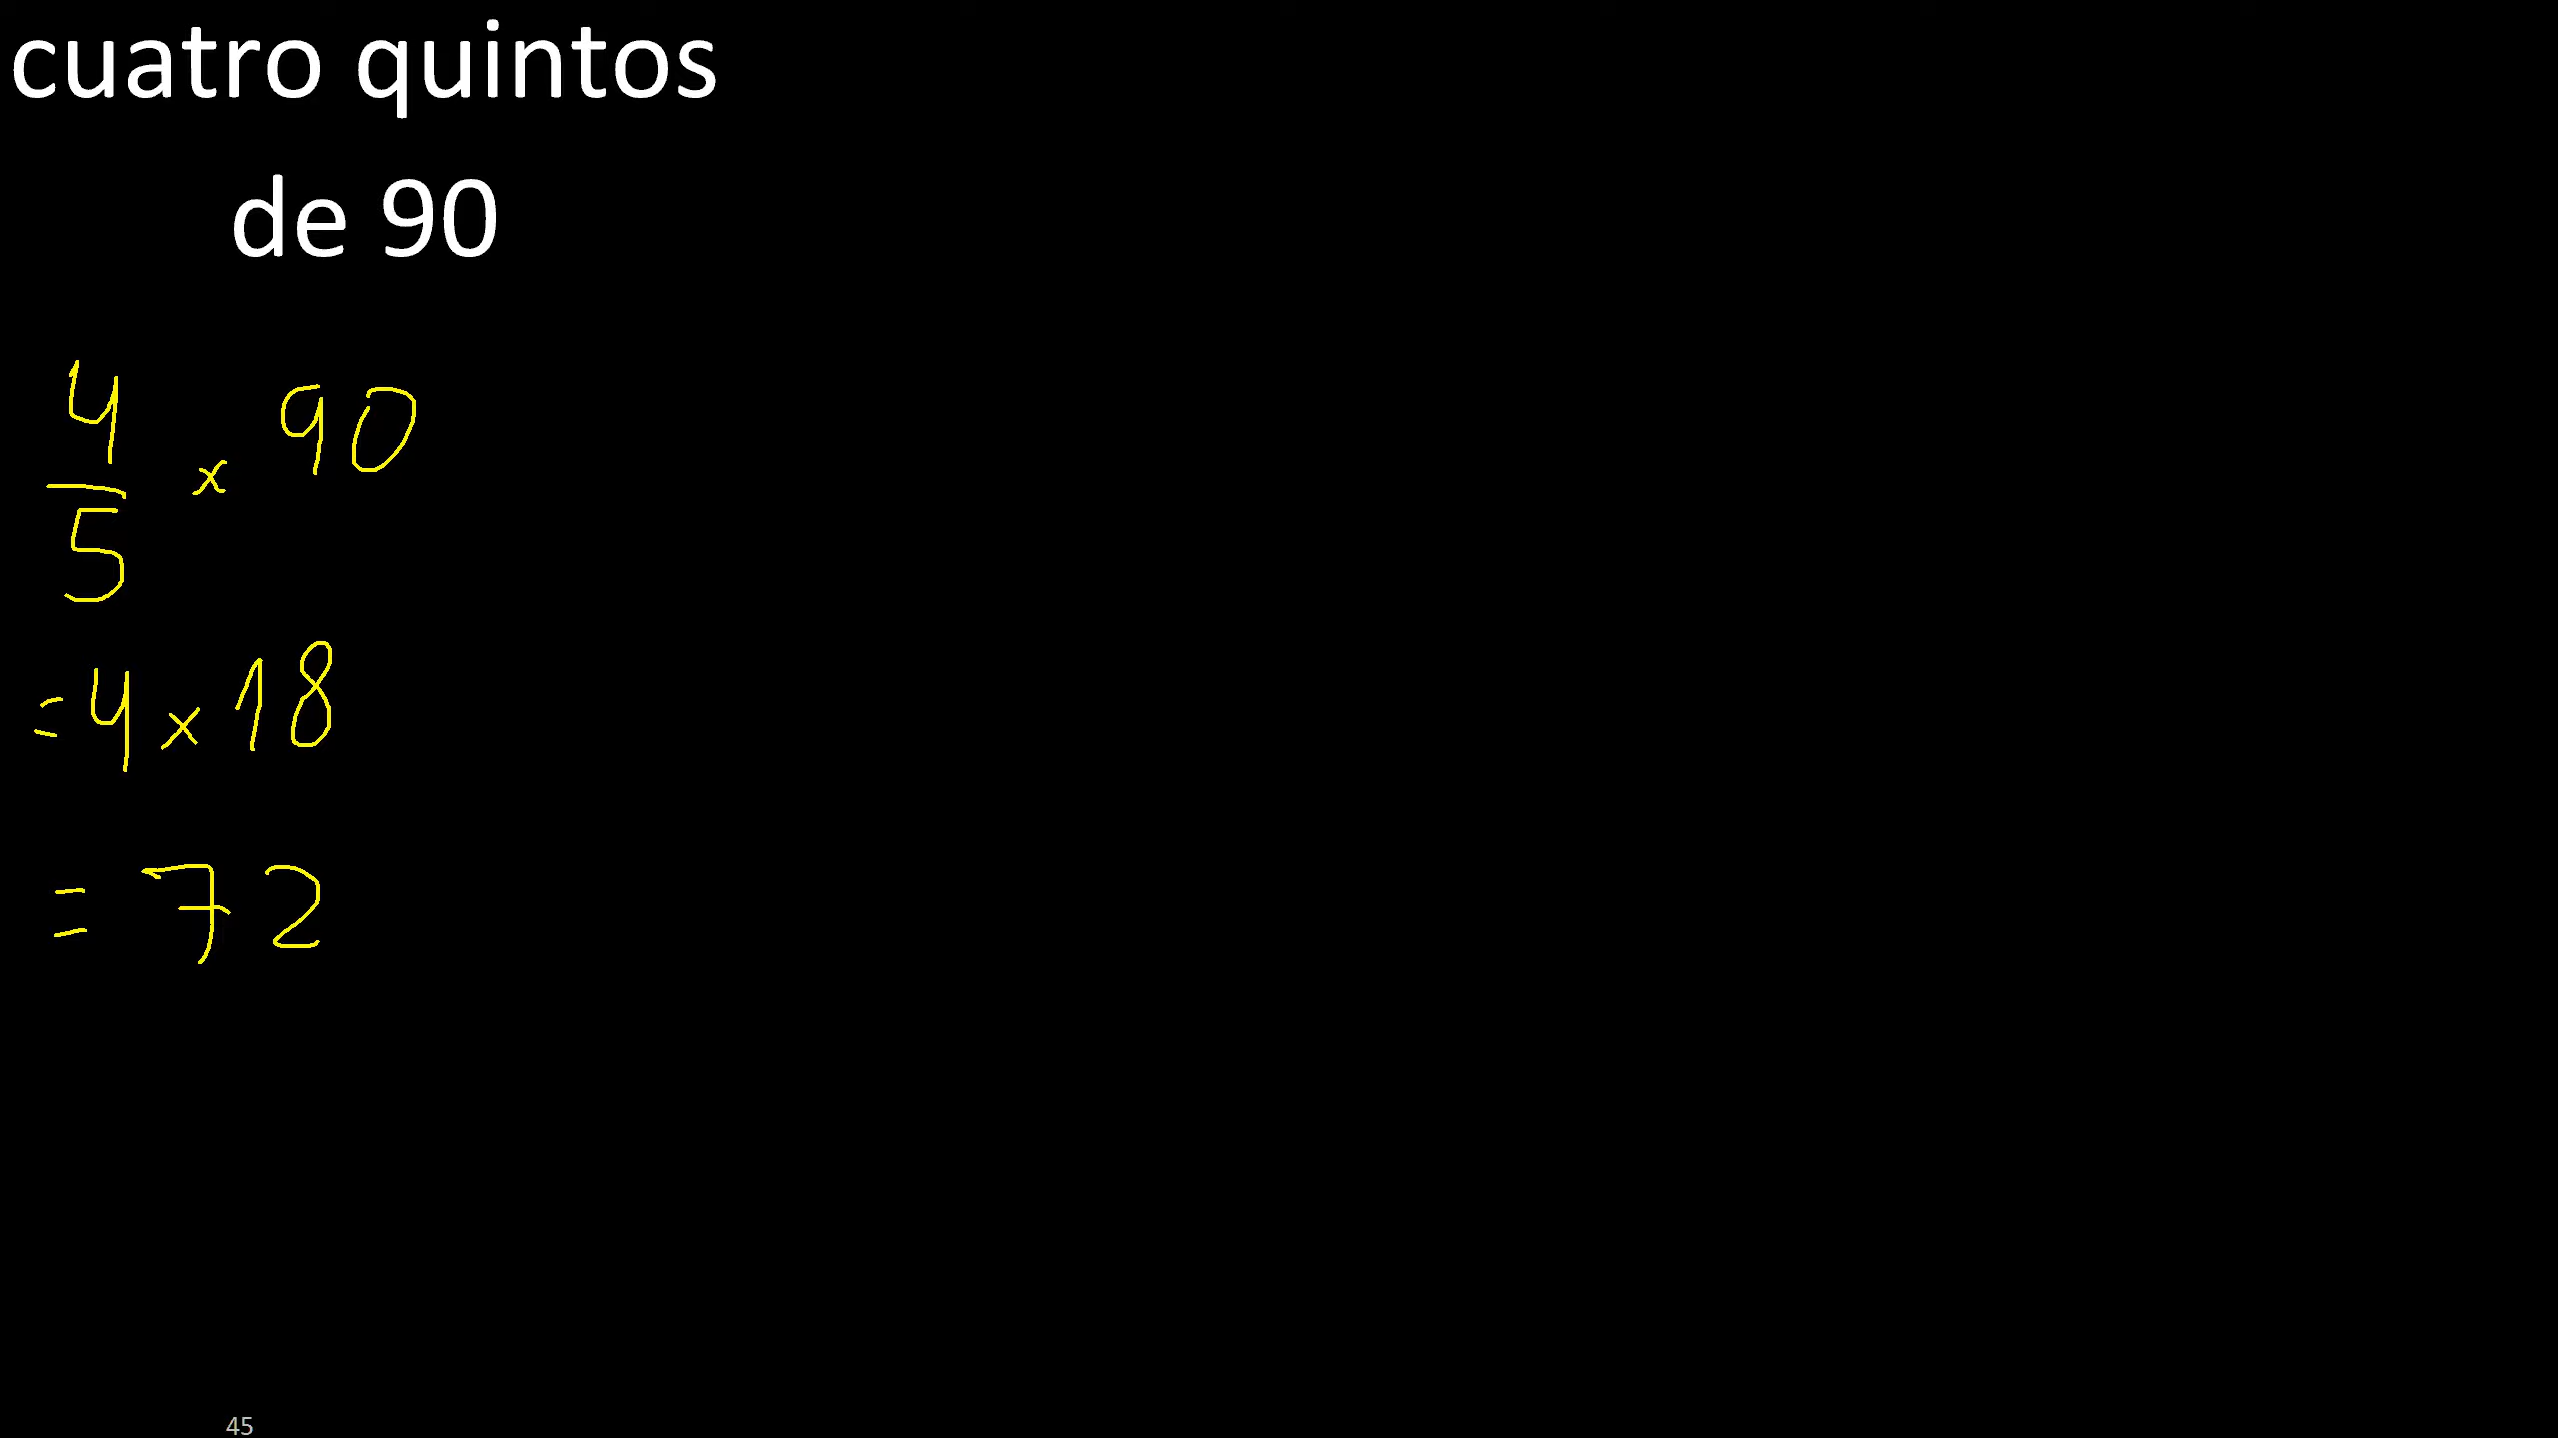 cuatro quintos
de 90
4/5 × 90
= 4 × 18
= 72
45